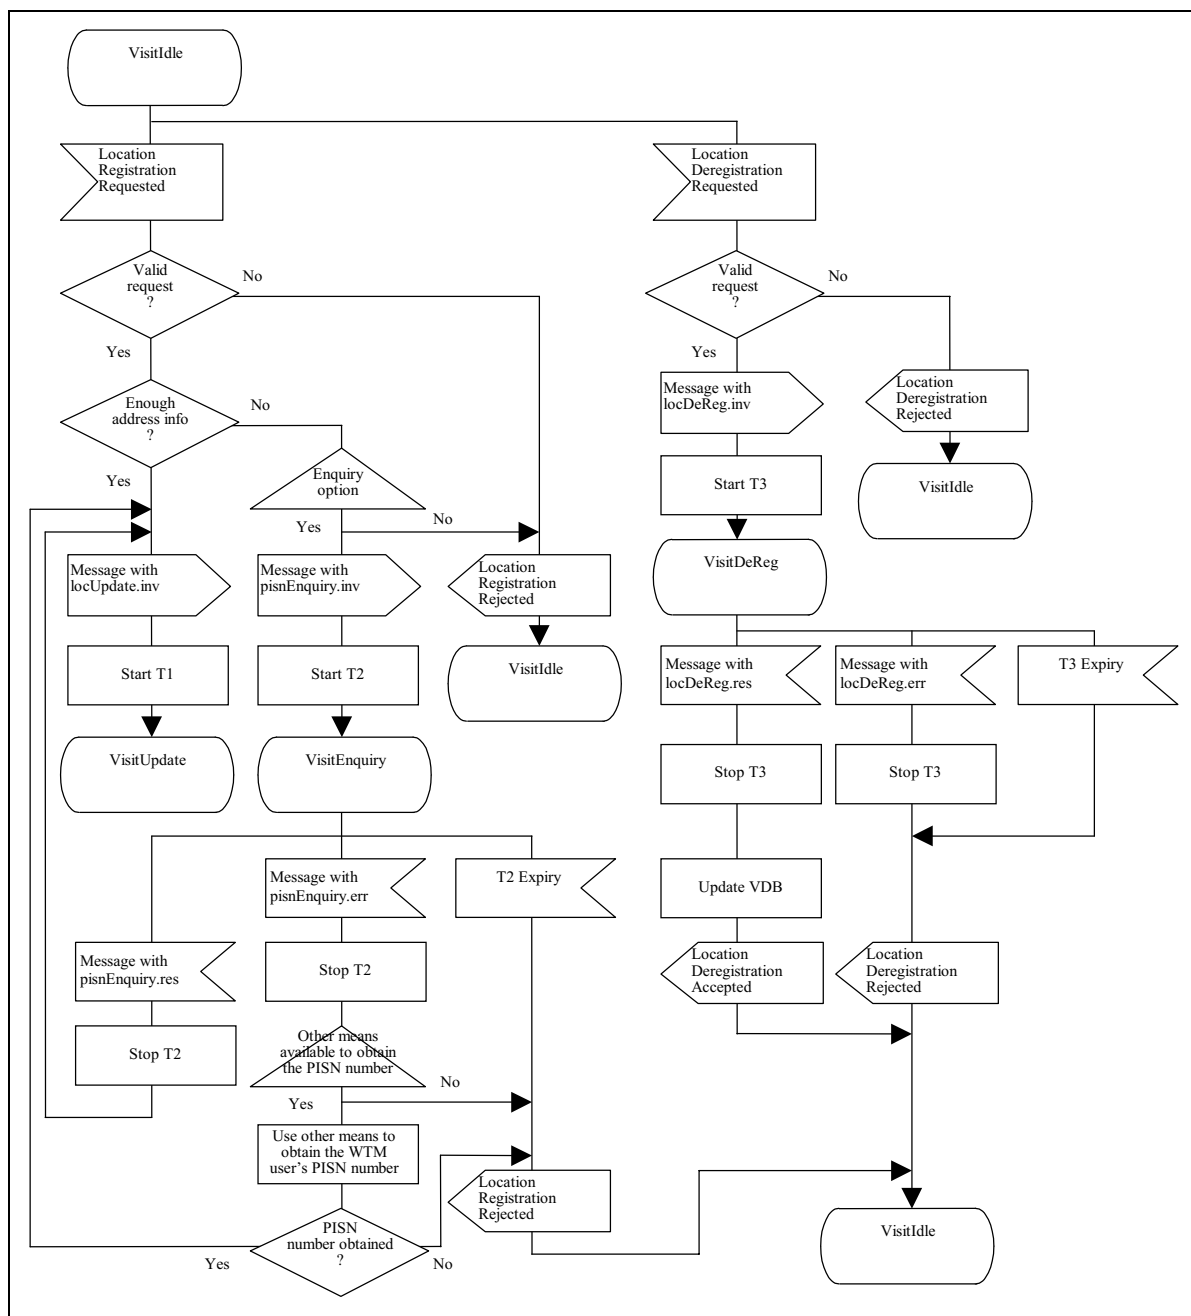 VisitIdle
Location
Registration
Requested
Location
Deregistration
Requested
Valid
request
?
No
Yes
Valid
request
?
No
Yes
Enough
address info
?
No
Yes
Message with
locDeReg.inv
Location
Deregistration
Rejected
Enquiry
option
Yes
No
Start T3
VisitIdle
Message with
locUpdate.inv
Message with
pisnEnquiry.inv
Location
Registration
Rejected
VisitDeReg
Start T1
Start T2
VisitIdle
Message with
locDeReg.res
Message with
locDeReg.err
T3 Expiry
VisitUpdate
VisitEnquiry
Stop T3
Stop T3
Message with
pisnEnquiry.err
T2 Expiry
Update VDB
Message with
pisnEnquiry.res
Stop T2
Location
Deregistration
Accepted
Location
Deregistration
Rejected
Stop T2
Other means
available to obtain
the PISN number
No
Yes
Use other means to
obtain the WTM
user's PISN number
Location
Registration
Rejected
PISN
number obtained
?
Yes
No
VisitIdle